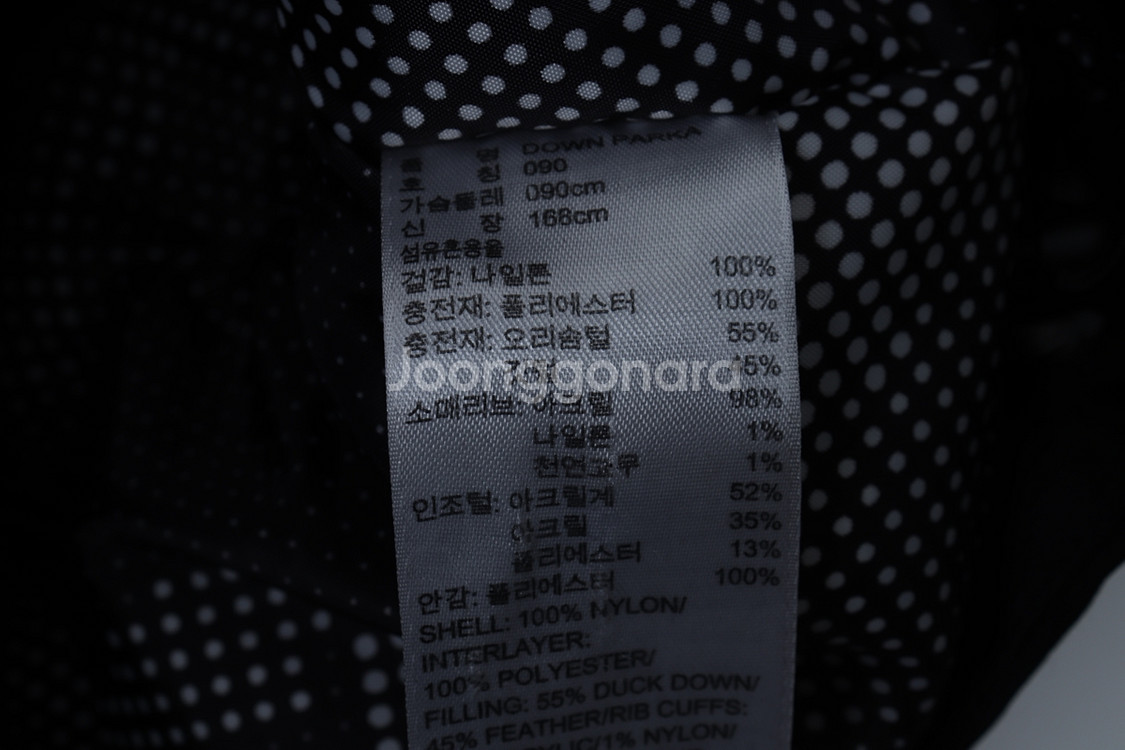 품 명 DOWN PARKA
호 칭 090
가슴둘레 090cm
신 장 168cm
섬유혼용율
겉감: 나일론 100%
충전재: 폴리에스터 100%
충전재: 오리솜털 55%
Joonggonara
소매리브: 아크릴 98%
나일론 1%
천연고무 1%
인조털: 아크릴계 52%
아크릴 35%
폴리에스터 13%
안감: 폴리에스터 100%
SHELL: 100% NYLON/
INTERLAYER:
100% POLYESTER/
FILLING: 55% DUCK DOWN/
45% FEATHER/RIB CUFFS:
1% NYLON/